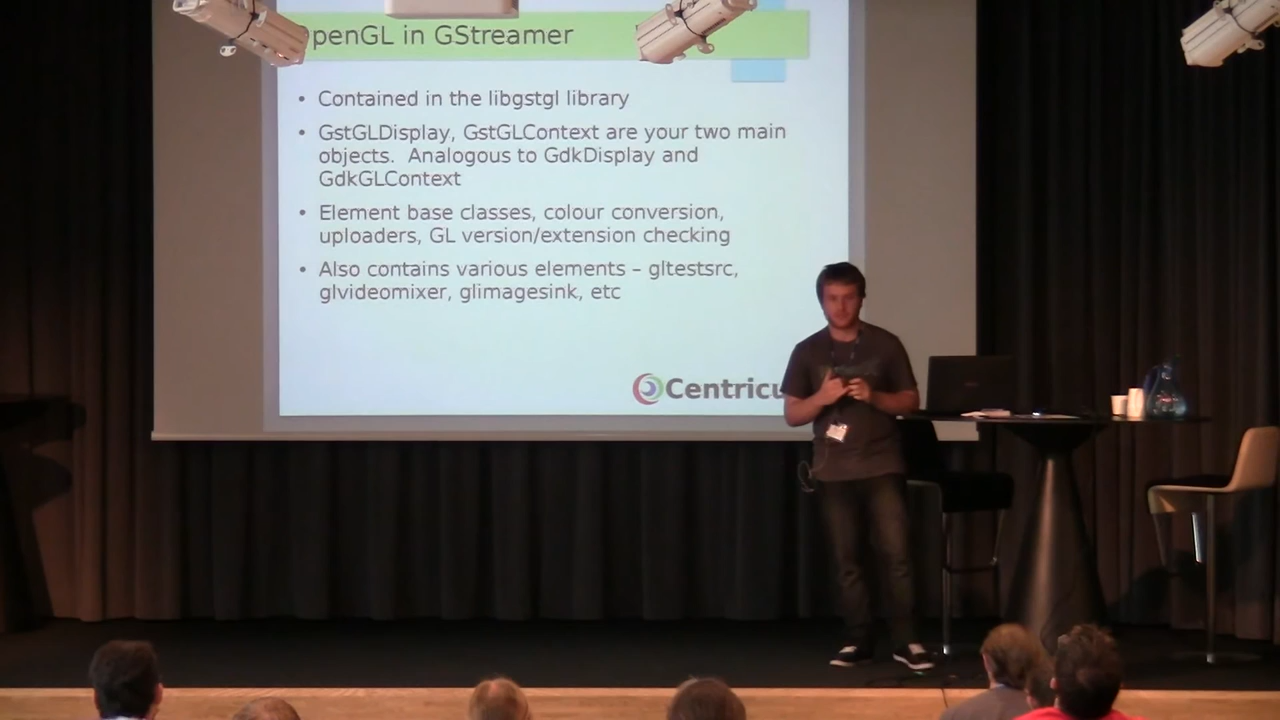 penGL in GStreamer
• Contained in the libgstgl library
• GstGLDisplay, GstGLContext are your two main
objects.  Analogous to GdkDisplay and
GdkGLContext
• Element base classes, colour conversion,
uploaders, GL version/extension checking
• Also contains various elements – gltestsrc,
glvideomixer, glimagesink, etc
Centricu